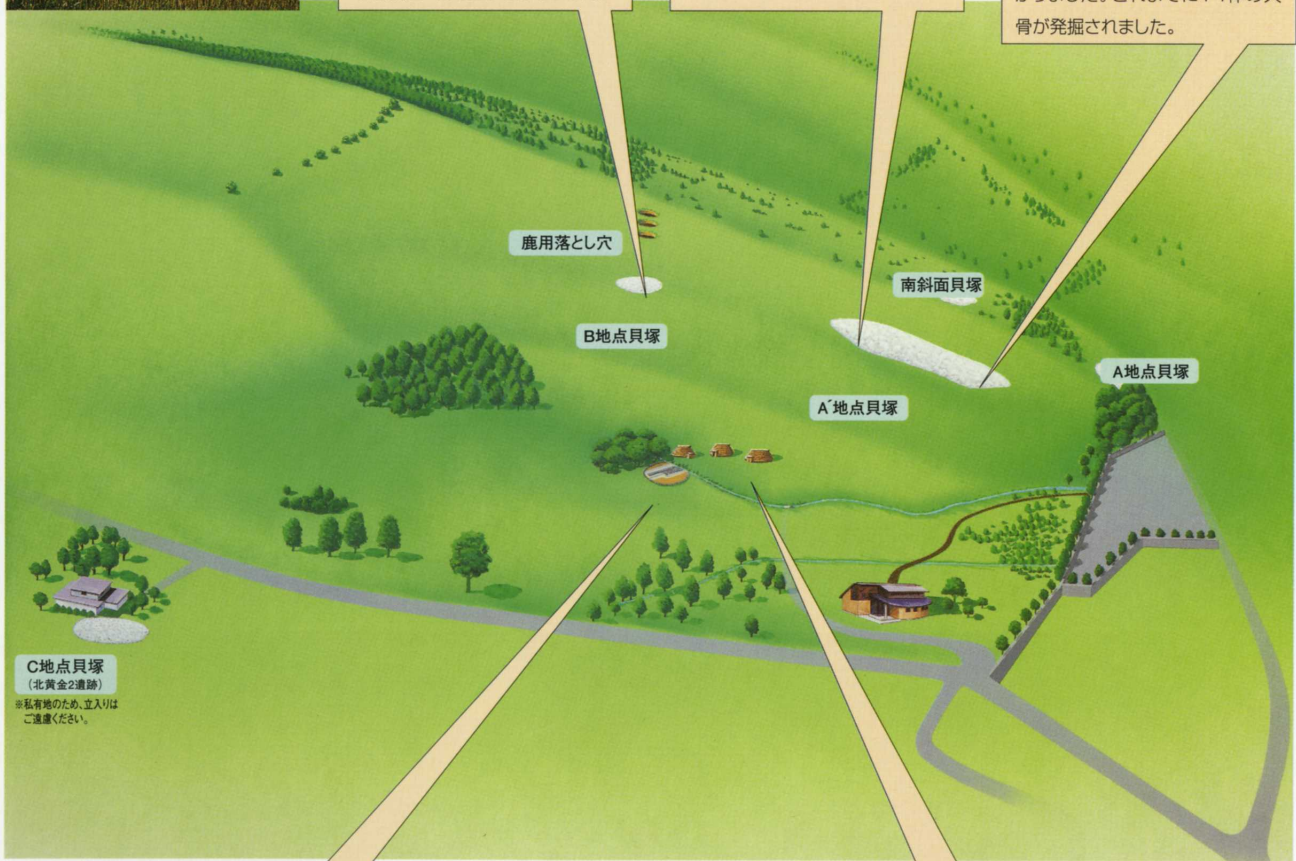 骨が発掘されました。
鹿用落とし穴
南斜面貝塚
B地点貝塚
A地点貝塚
A´地点貝塚
C地点貝塚
(北黄金2遺跡)
※私有地のため、立入りは
ご遠慮ください。